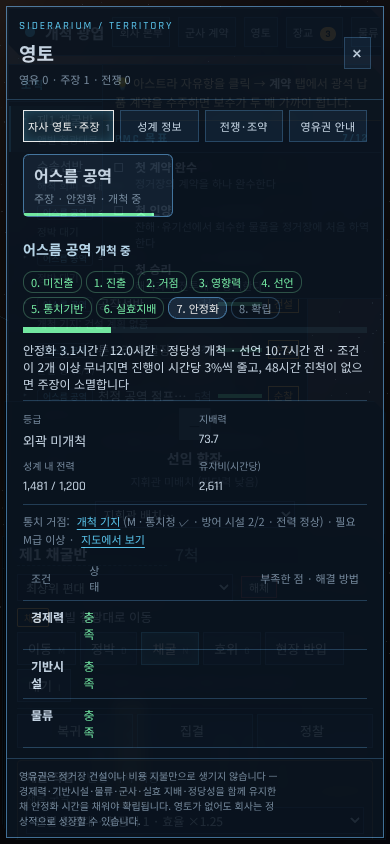 SIDERARIUM / TERRITORY
영토
영유 0 · 주장 1 · 전쟁 0
×
자사 영토·주장 1
성계 정보
전쟁·조약
영유권 안내
어스름 공역
주장 · 안정화 · 개척 중
어스름 공역 개척 중
0. 미진출
1. 진출
2. 거점
3. 영향력
4. 선언
5. 통치기반
6. 실효지배
7. 안정화
8. 확립
안정화 3.1시간 / 12.0시간 · 정당성 개척 · 선언 10.7시간 전 · 조건
이 2개 이상 무너지면 진행이 시간당 3%씩 줄고, 48시간 진척이 없으
면 주장이 소멸합니다
등급
지배력
외곽 미개척
73.7
성계 내 전력
유지비(시간당)
1,481 / 1,200
2,611
통치 거점: 개척 기지 (M · 통치청 ✓ · 방어 시설 2/2 · 전력 정상) · 필요
M급 이상 · 지도에서 보기
조건
상
태
부족한 점 · 해결 방법
경제력
충
족
기반시
설
충
족
물류
충
족
영유권은 정거장 건설이나 비용 지불만으로 생기지 않습니다 —
경제력·기반시설·물류·군사·실효 지배·정당성을 함께 유지한
채 안정화 시간을 채워야 확립됩니다. 영토가 없어도 회사는 정
상적으로 성장할 수 있습니다.